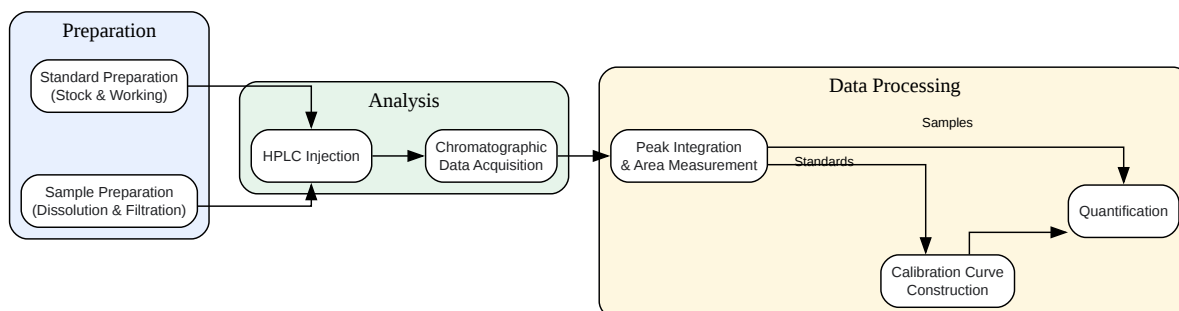 Preparation
Standard Preparation
(Stock & Working)
Sample Preparation
(Dissolution & Filtration)
Analysis
HPLC Injection
Chromatographic
Data Acquisition
Data Processing
Samples
Peak Integration
& Area Measurement
Standards
Quantification
Calibration Curve
Construction